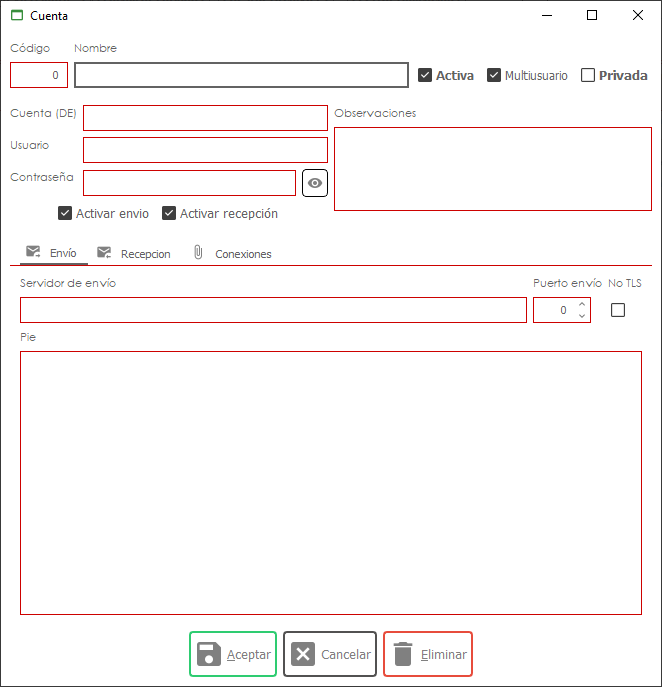 Cuenta
Código Nombre
0 Activa Multiusuario Privada
Cuenta (DE) Observaciones
Usuario
Contraseña
Activar envio Activar recepción
Envío Recepcion Conexiones
Servidor de envío Puerto envío No TLS
0
Pie
Aceptar Cancelar Eliminar